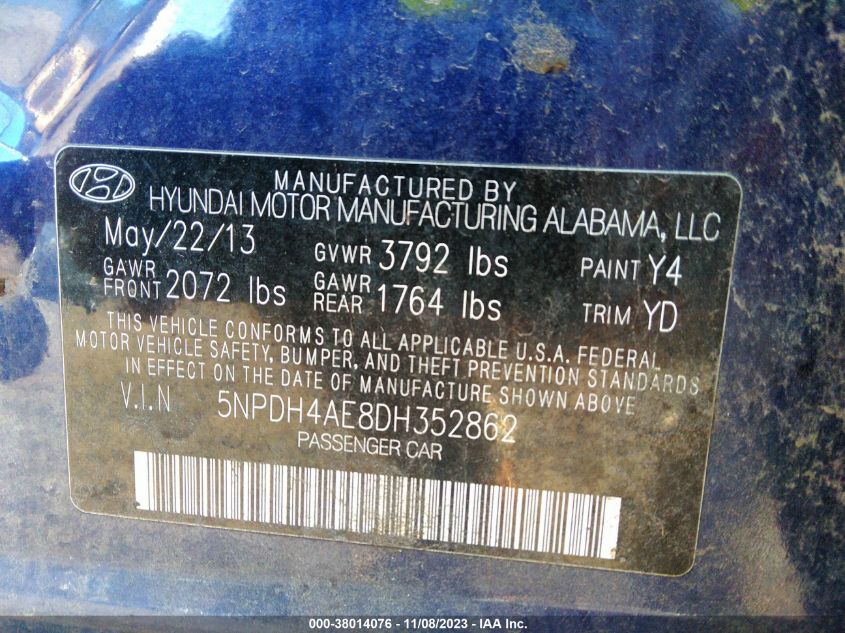 MANUFACTURED BY
HYUNDAI MOTOR MANUFACTURING ALABAMA, LLC
May/22/13 GVWR 3792 lbs PAINT Y4
GAWR FRONT 2072 lbs GAWR REAR 1764 lbs TRIM YD
THIS VEHICLE CONFORMS TO ALL APPLICABLE U.S.A. FEDERAL
MOTOR VEHICLE SAFETY, BUMPER, AND THEFT PREVENTION STANDARDS
IN EFFECT ON THE DATE OF MANUFACTURE SHOWN ABOVE
V.I.N 5NPDH4AE8DH352862
PASSENGER CAR
000-38014076 - 11/08/2023 - IAA Inc.